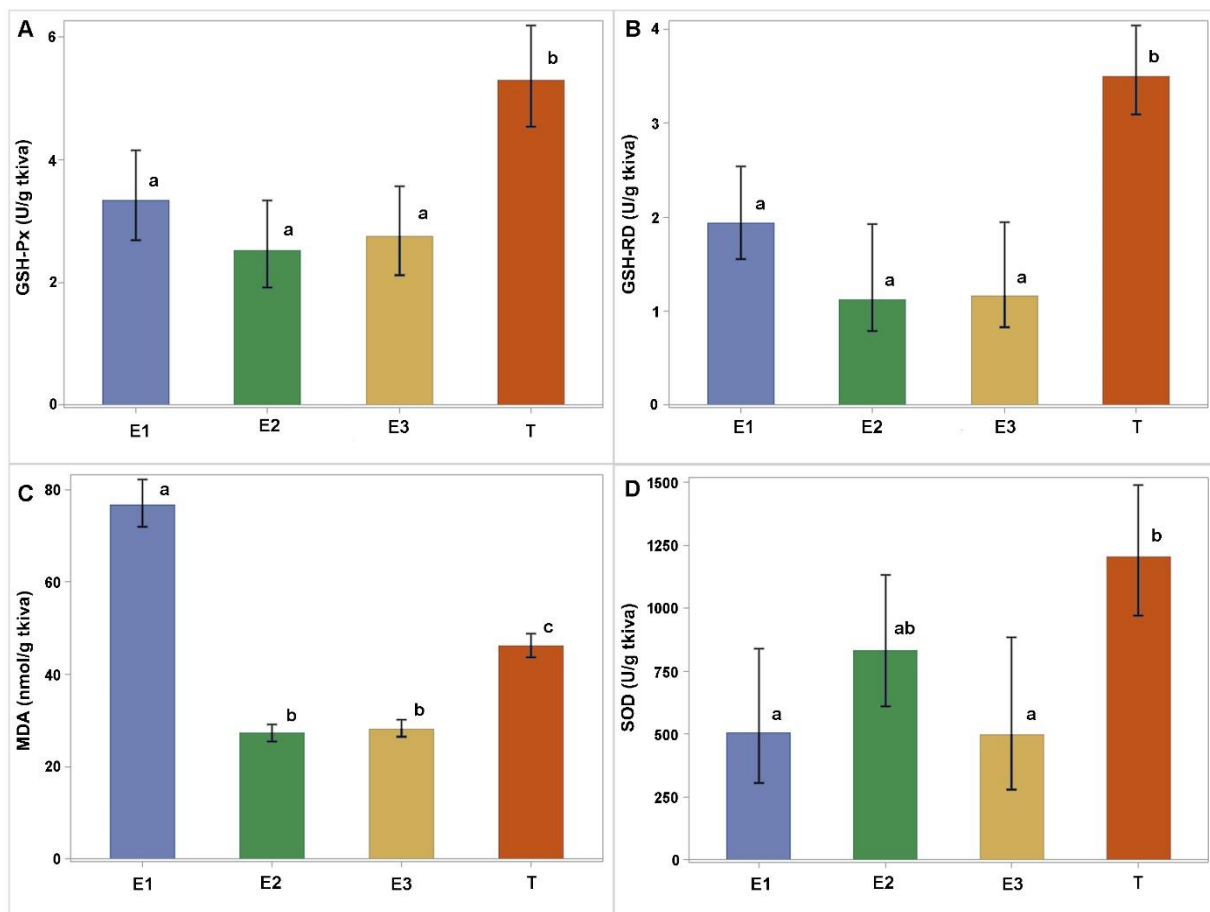 A
GSH-Px (U/g tkiva)
6
4
2
0
a
a
a
b
E1
E2
E3
T
B
GSH-RD (U/g tkiva)
4
3
2
1
0
a
a
a
b
E1
E2
E3
T
C
MDA (nmol/g tkiva)
80
60
40
20
0
a
b
b
c
E1
E2
E3
T
D
SOD (U/g tkiva)
1500
1250
1000
750
500
250
0
a
ab
a
b
E1
E2
E3
T